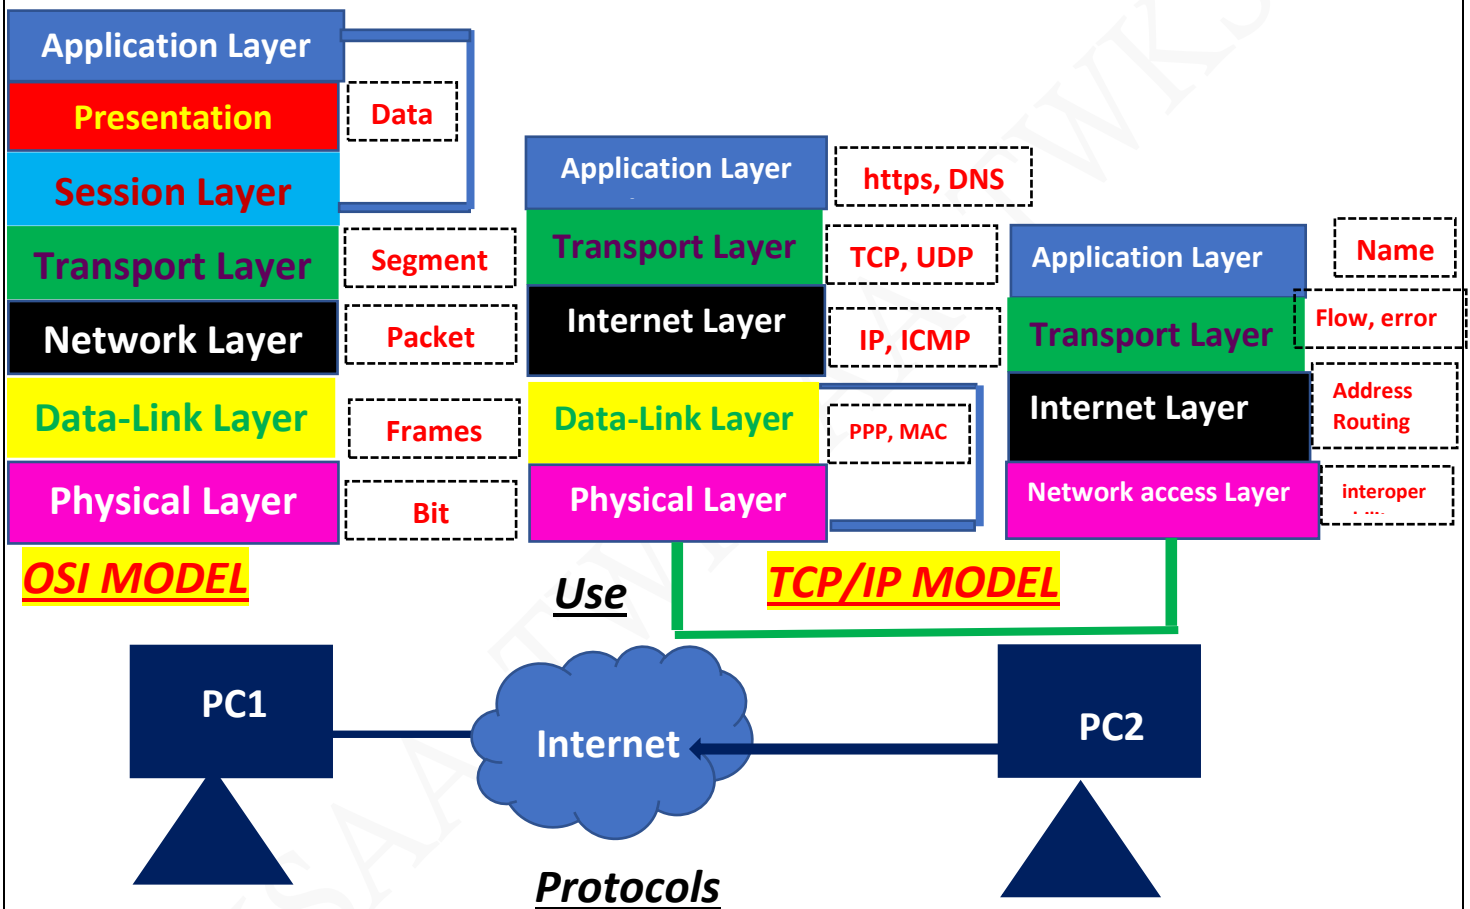 Application Layer
Presentation
Data
Session Layer
Transport Layer
Segment
Network Layer
Packet
Data-Link Layer
Frames
Physical Layer
Bit
OSI MODEL
Application Layer
https, DNS
Transport Layer
TCP, UDP
Internet Layer
IP, ICMP
Data-Link Layer
PPP, MAC
Physical Layer
Application Layer
Name
Transport Layer
Flow, error
Internet Layer
Address
Routing
Network access Layer
interoper
Use
TCP/IP MODEL
PC1
Internet
PC2
Protocols